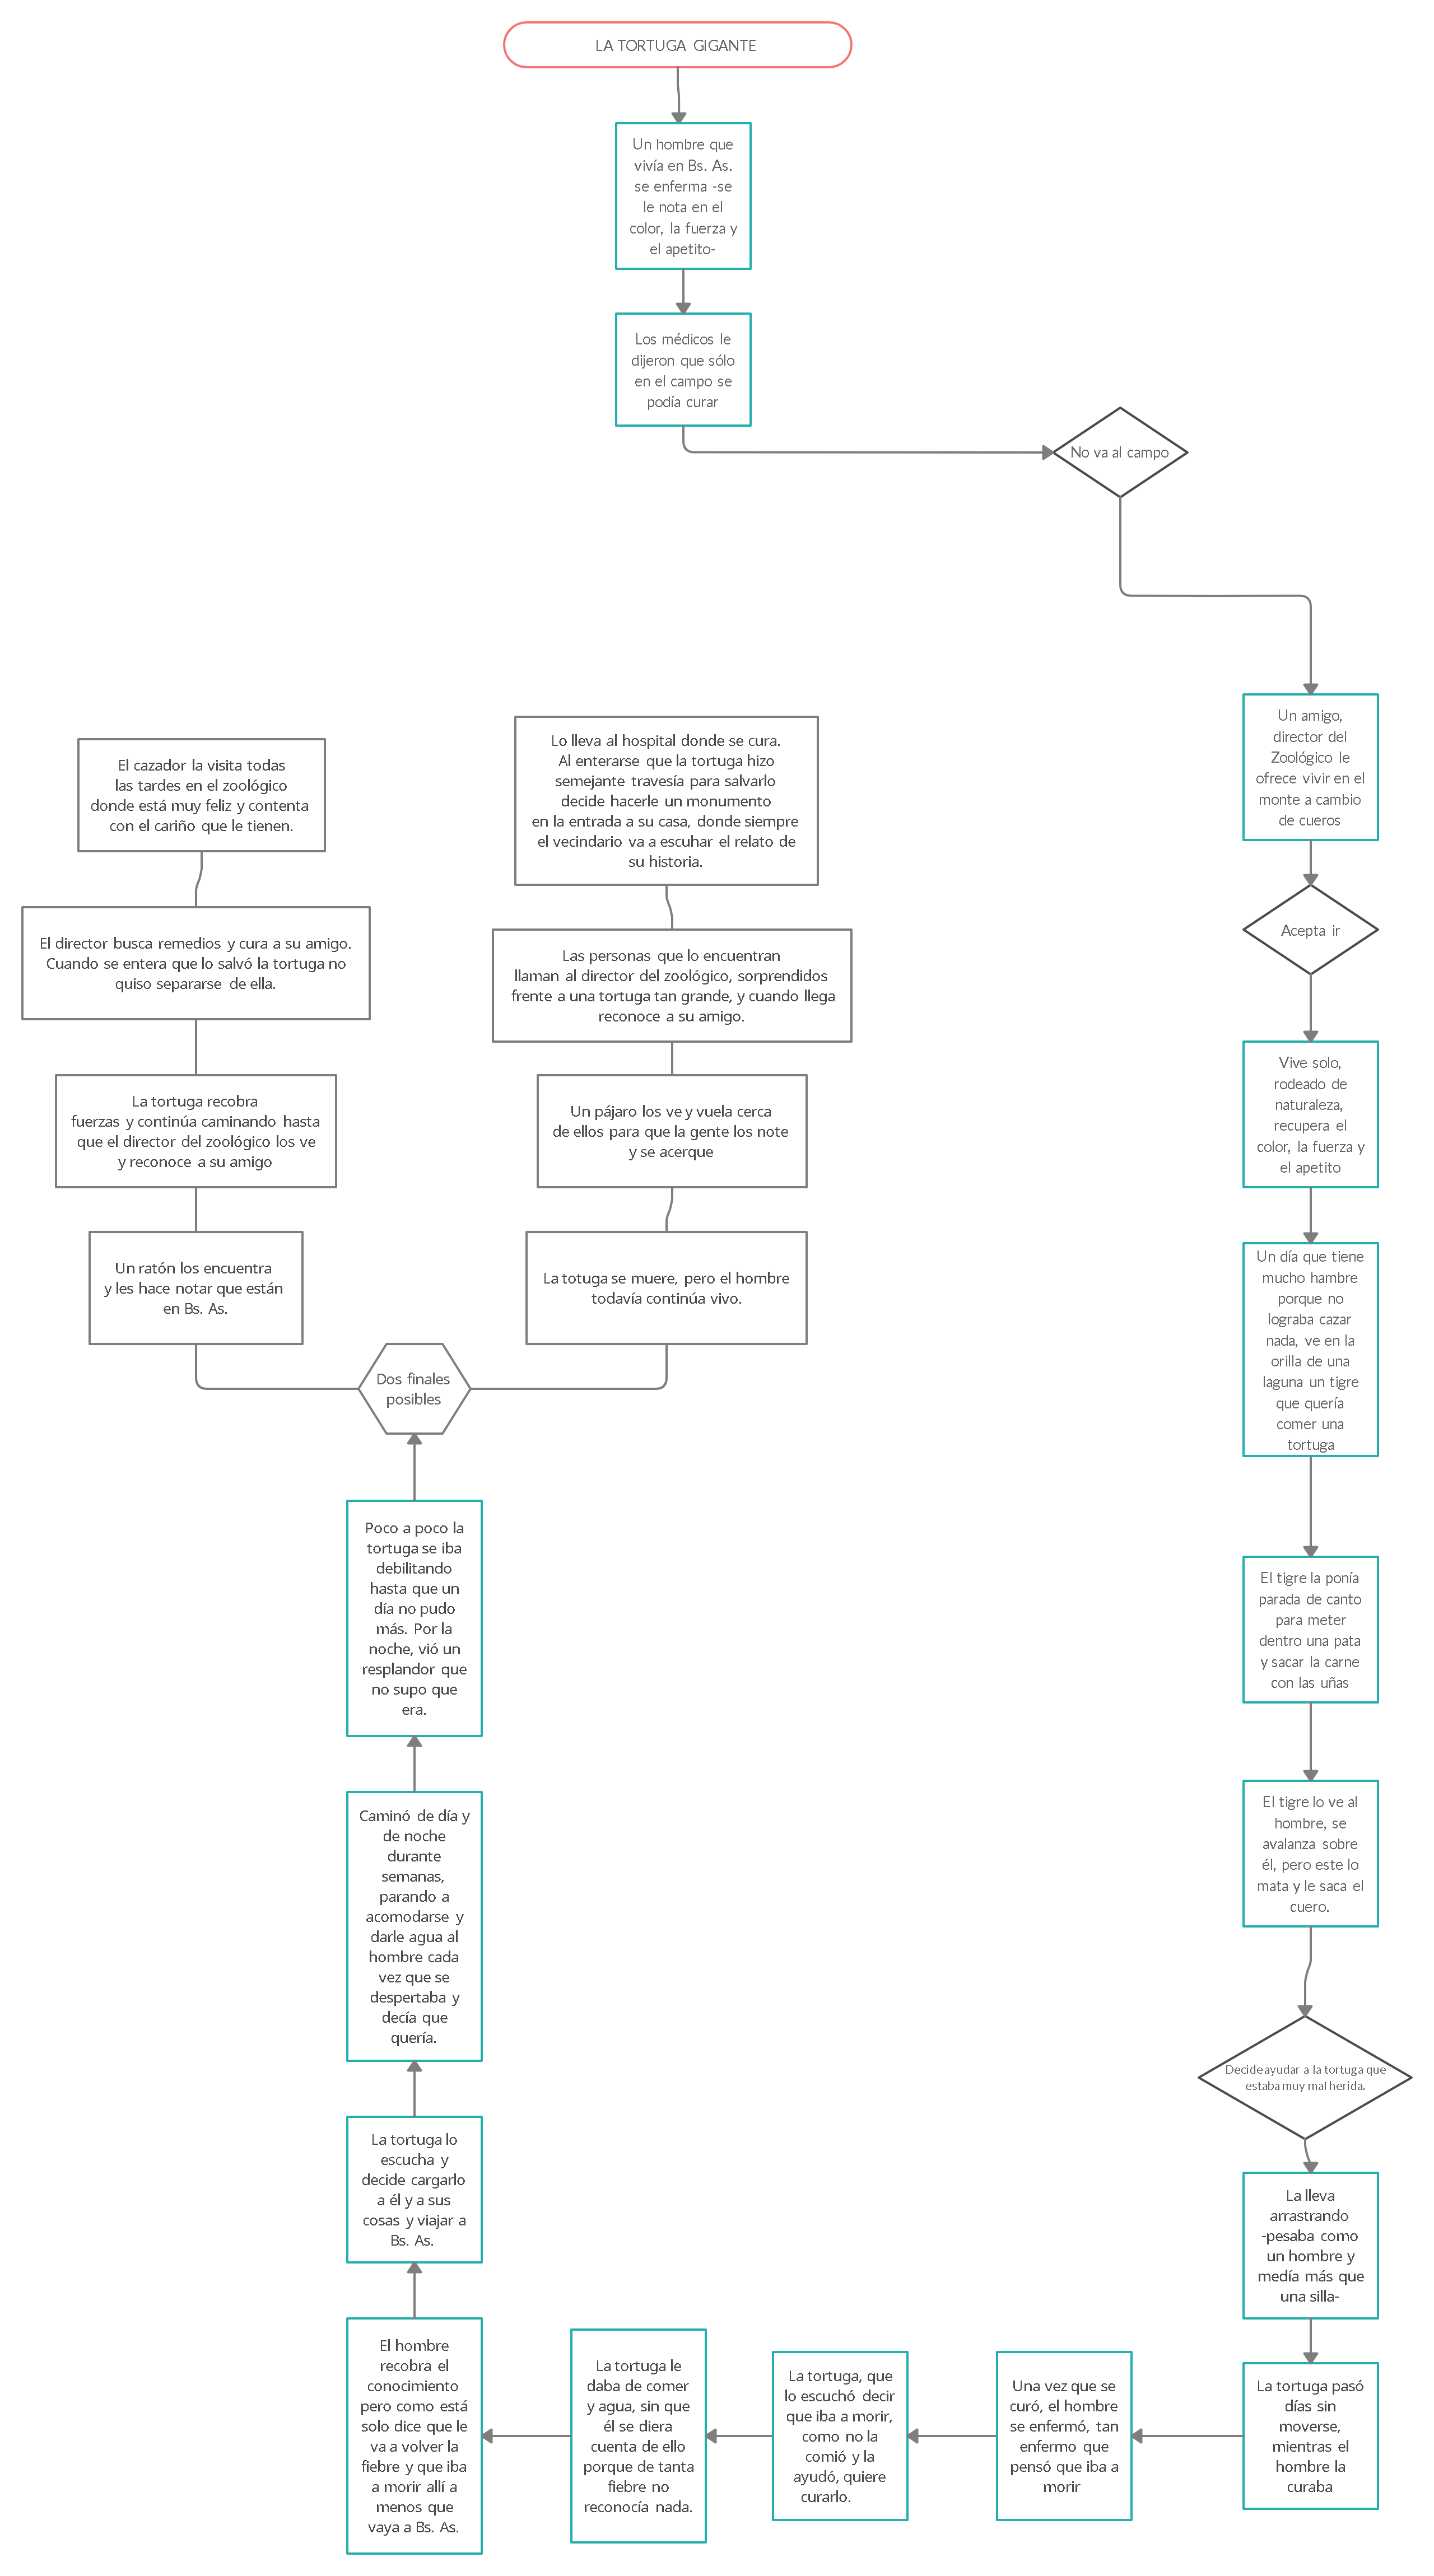 LA TORTUGA GIGANTE
Un hombre que
vivía en Bs. As.
se enferma -se
le nota en el
color, la fuerza y
el apetito-
Los médicos le
dijeron que sólo
en el campo se
podía curar
No va al campo
Un amigo,
director del
Zoológico le
ofrece vivir en el
monte a cambio
de cueros
Acepta ir
Vive solo,
rodeado de
naturaleza,
recupera el
color, la fuerza y
el apetito
Un día que tiene
mucho hambre
porque no
lograba cazar
nada, ve en la
orilla de una
laguna un tigre
que quería
comer una
tortuga
El tigre la ponía
parada de canto
para meter
dentro una pata
y sacar la carne
con las uñas
El tigre lo ve al
hombre, se
avalanza sobre
él, pero este lo
mata y le saca el
cuero.
Decide ayudar a la tortuga que
estaba muy mal herida.
La lleva
arrastrando
-pesaba como
un hombre y
medía más que
una silla-
La tortuga pasó
días sin
moverse,
mientras el
hombre la
curaba
Una vez que se
curó, el hombre
se enfermó, tan
enfermo que
pensó que iba a
morir
La tortuga, que
lo escuchó decir
que iba a morir,
como no la
comió y la
ayudó, quiere
curarlo.
La tortuga le
daba de comer
y agua, sin que
él se diera
cuenta de ello
porque de tanta
fiebre no
reconocía nada.
El hombre
recobra el
conocimiento
pero como está
solo dice que le
va a volver la
fiebre y que iba
a morir allí a
menos que
vaya a Bs. As.
La tortuga lo
escucha y
decide cargarlo
a él y a sus
cosas y viajar a
Bs. As.
Caminó de día y
de noche
durante
semanas,
parando a
acomodarse y
darle agua al
hombre cada
vez que se
despertaba y
decía que
quería.
Poco a poco la
tortuga se iba
debilitando
hasta que un
día no pudo
más. Por la
noche, vió un
resplandor que
no supo que
era.
Dos finales
posibles
Un ratón los encuentra
y les hace notar que están
en Bs. As.
La tortuga recobra
fuerzas y continúa caminando hasta
que el director del zoológico los ve
y reconoce a su amigo
El director busca remedios y cura a su amigo.
Cuando se entera que lo salvó la tortuga no
quiso separarse de ella.
El cazador la visita todas
las tardes en el zoológico
donde está muy feliz y contenta
con el cariño que le tienen.
La totuga se muere, pero el hombre
todavía continúa vivo.
Un pájaro los ve y vuela cerca
de ellos para que la gente los note
y se acerque
Las personas que lo encuentran
llaman al director del zoológico, sorprendidos
frente a una tortuga tan grande, y cuando llega
reconoce a su amigo.
Lo lleva al hospital donde se cura.
Al enterarse que la tortuga hizo
semejante travesía para salvarlo
decide hacerle un monumento
en la entrada a su casa, donde siempre
el vecindario va a escuhar el relato de
su historia.